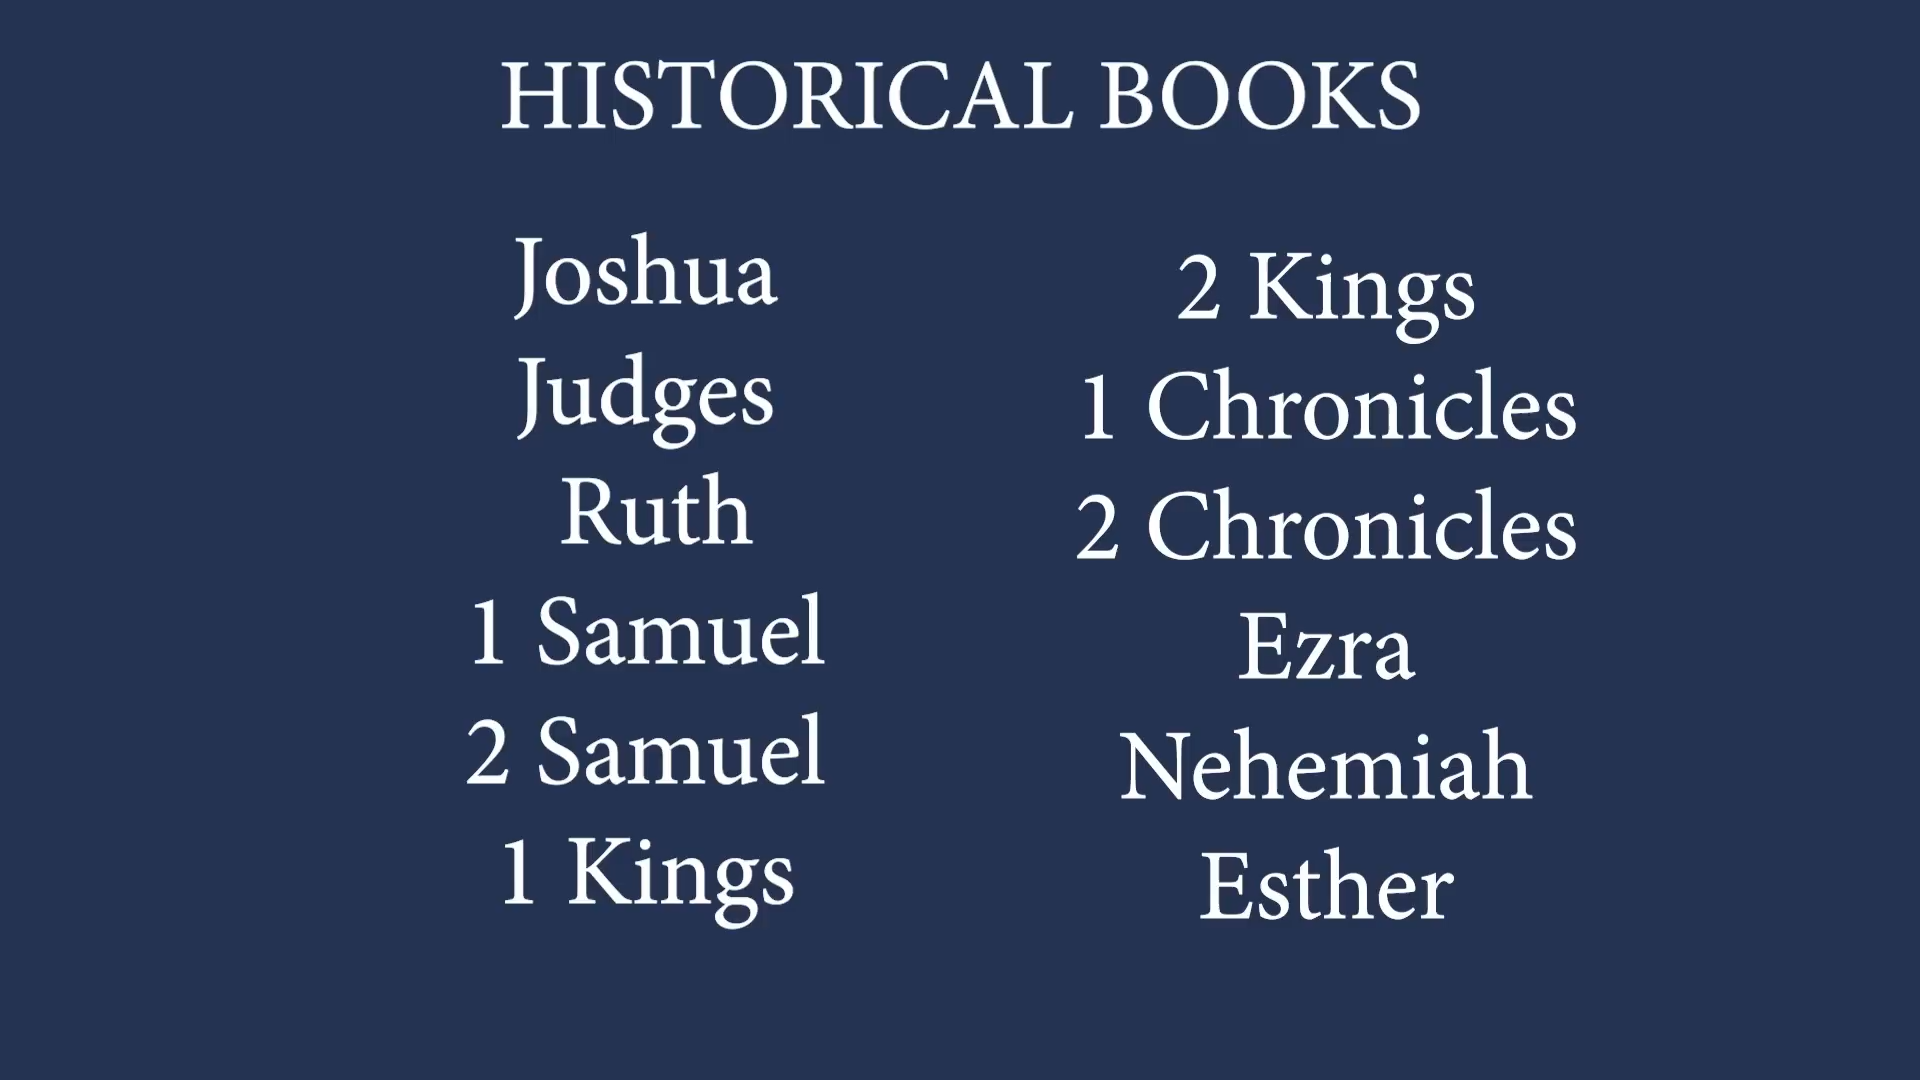 HISTORICAL BOOKS
Joshua
Judges
Ruth
1 Samuel
2 Samuel
1 Kings
2 Kings
1 Chronicles
2 Chronicles
Ezra
Nehemiah
Esther